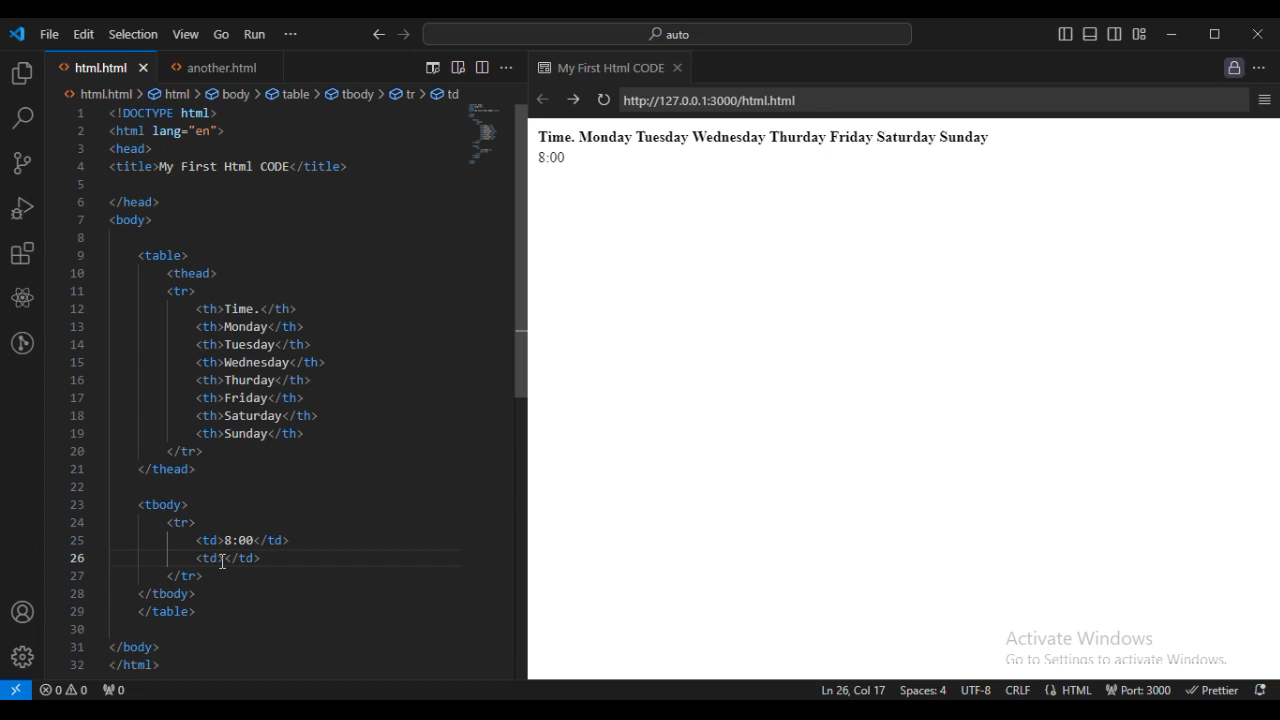 File Edit Selection View Go Run ··· auto
html.html another.html ···
html.html > html > body > table > tbody > tr > td
1 <!DOCTYPE html>
2 <html lang="en">
3 <head>
4 <title>My First Html CODE</title>
5
6 </head>
7 <body>
8
9 <table>
10 <thead>
11 <tr>
12 <th>Time.</th>
13 <th>Monday</th>
14 <th>Tuesday</th>
15 <th>Wednesday</th>
16 <th>Thurday</th>
17 <th>Friday</th>
18 <th>Saturday</th>
19 <th>Sunday</th>
20 </tr>
21 </thead>
22
23 <tbody>
24 <tr>
25 <td>8:00</td>
26 <td></td>
27 </tr>
28 </tbody>
29 </table>
30
31 </body>
32 </html>
My First Html CODE ···
http://127.0.0.1:3000/html.html
Time. Monday Tuesday Wednesday Thurday Friday Saturday Sunday
8:00
Activate Windows
Go to Settings to activate Windows.
0 0 0 Ln 26, Col 17 Spaces: 4 UTF-8 CRLF HTML Port: 3000 Prettier